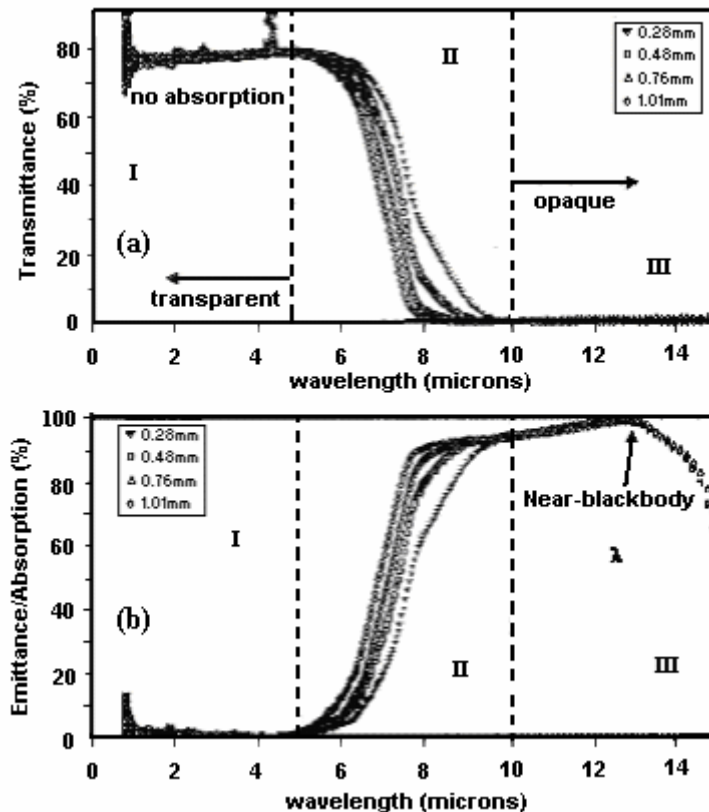 80
60
40
20
0
Transmittance (%)
no absorption
I
(a)
transparent
II
0.28mm
0.48mm
0.76mm
1.01mm
opaque
III
0 2 4 6 8 10 12 14
wavelength (microns)
100
80
60
40
20
0
Emittance/Absorption (%)
0.28mm
0.48mm
0.76mm
1.01mm
I
(b)
II
Near-blackbody
λ
III
0 2 4 6 8 10 12 14
wavelength (microns)